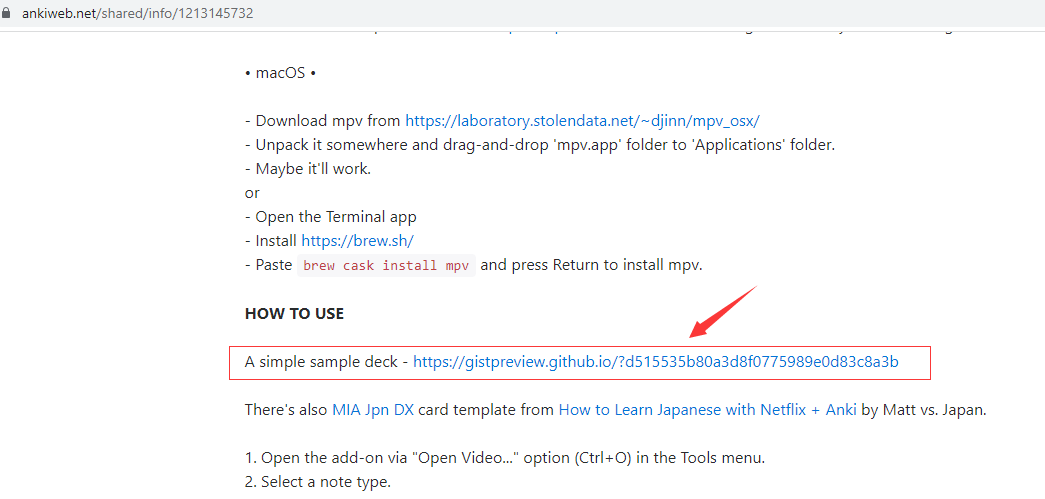 ankiweb.net/shared/info/1213145732
• macOS •
- Download mpv from https://laboratory.stolendata.net/~djinn/mpv_osx/
- Unpack it somewhere and drag-and-drop 'mpv.app' folder to 'Applications' folder.
- Maybe it'll work.
or
- Open the Terminal app
- Install https://brew.sh/
- Paste brew cask install mpv and press Return to install mpv.
HOW TO USE
A simple sample deck - https://gistpreview.github.io/?d515535b80a3d8f0775989e0d83c8a3b
There's also MIA Jpn DX card template from How to Learn Japanese with Netflix + Anki by Matt vs. Japan.
1. Open the add-on via "Open Video..." option (Ctrl+O) in the Tools menu.
2. Select a note type.